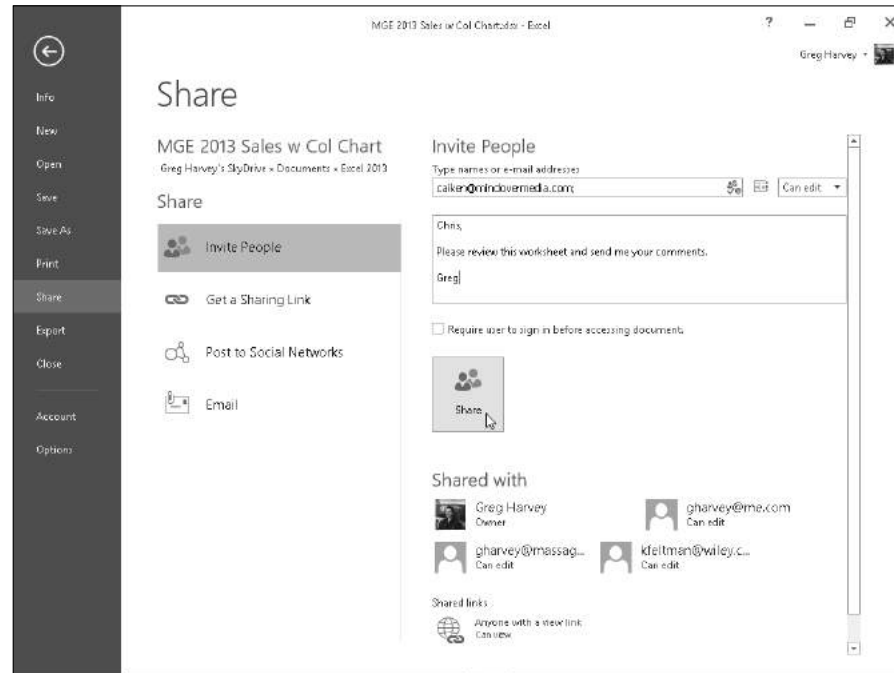 MGE 2013 Sales w Col Chart.xlsx - Excel
?
Greg Harvey
Info
New
Open
Save
Save As
Print
Share
Export
Close
Account
Options
Share
MGE 2013 Sales w Col Chart
Greg Harvey's SkyDrive » Documents » Excel 2013
Share
Invite People
Get a Sharing Link
Post to Social Networks
Email
Invite People
Type names or e-mail addresses
caiken@mindovermedia.com;
Can edit
Chris,
Please review this worksheet and send me your comments.
Greg
Require user to sign in before accessing document.
Share
Shared with
Greg Harvey
Owner
gharvey@me.com
Can edit
gharvey@massag...
Can edit
kfeltman@wiley.c...
Can edit
Shared links
Anyone with a view link
Can view